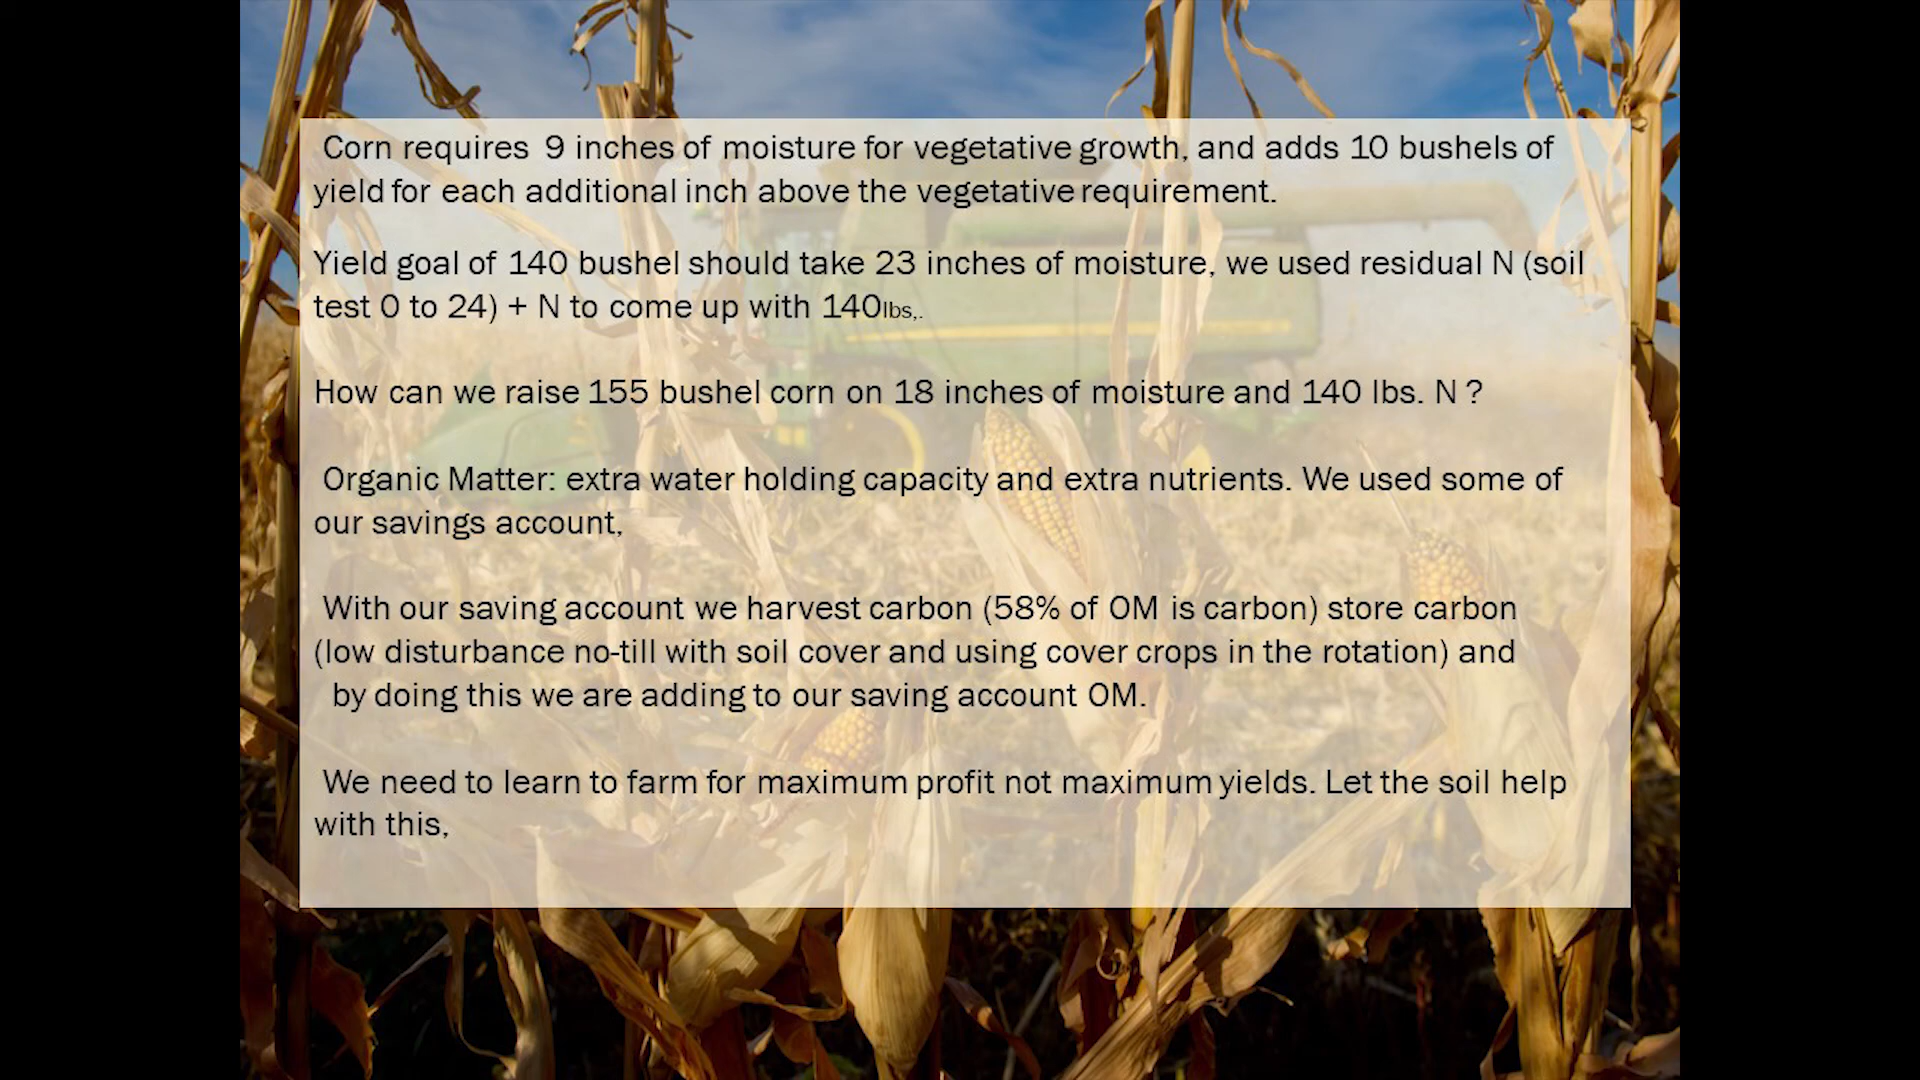 Corn requires 9 inches of moisture for vegetative growth, and adds 10 bushels of
yield for each additional inch above the vegetative requirement.
Yield goal of 140 bushel should take 23 inches of moisture, we used residual N (soil
test 0 to 24) + N to come up with 140lbs,.
How can we raise 155 bushel corn on 18 inches of moisture and 140 lbs. N ?
Organic Matter: extra water holding capacity and extra nutrients. We used some of
our savings account,
With our saving account we harvest carbon (58% of OM is carbon) store carbon
(low disturbance no-till with soil cover and using cover crops in the rotation) and
by doing this we are adding to our saving account OM.
We need to learn to farm for maximum profit not maximum yields. Let the soil help
with this,